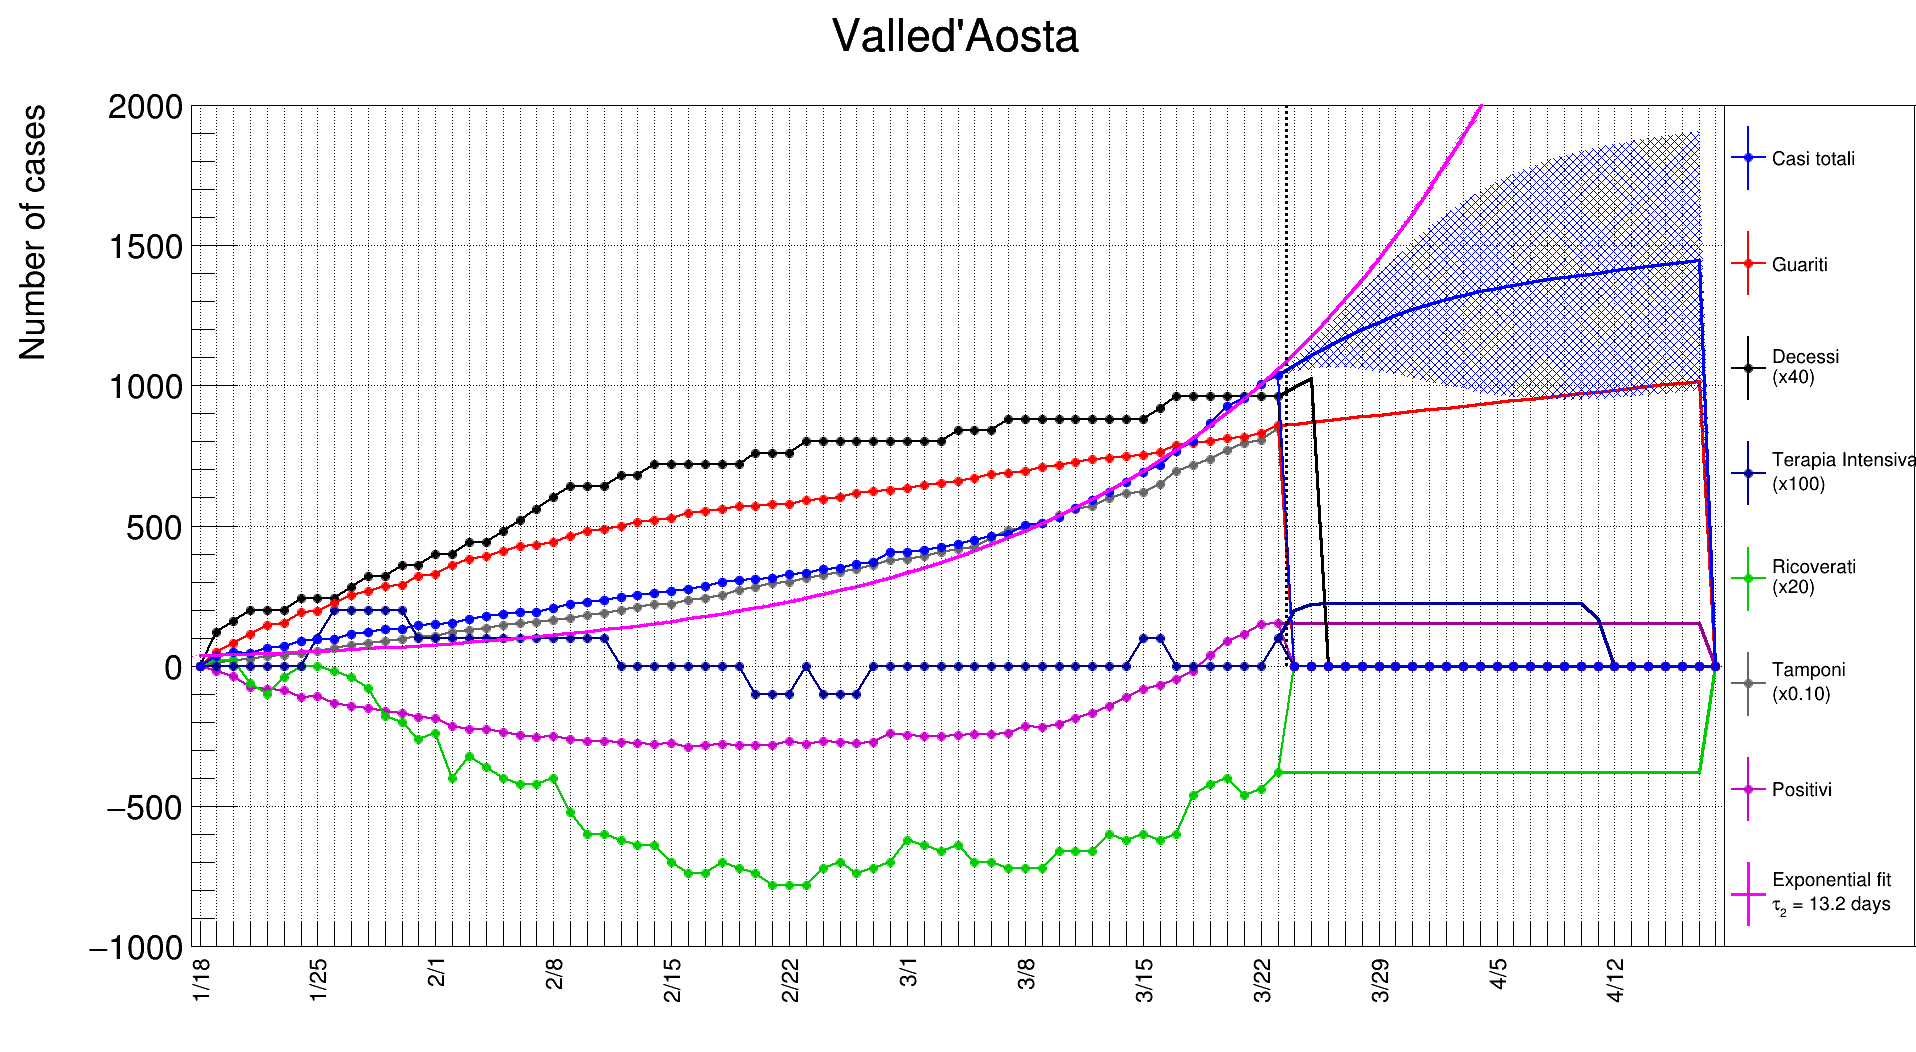 Valled'Aosta
Number of cases
2000
1500
1000
500
0
−500
−1000
1/18
1/25
2/1
2/8
2/15
2/22
3/1
3/8
3/15
3/22
3/29
4/5
4/12
Casi totali
Guariti
Decessi
(x40)
Terapia Intensiva
(x100)
Ricoverati
(x20)
Tamponi
(x0.10)
Positivi
Exponential fit
τ2 = 13.2 days